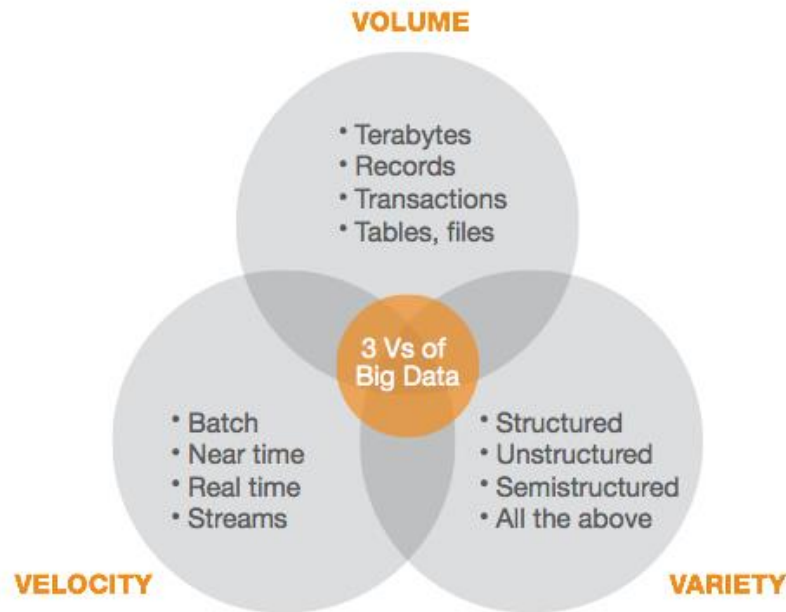 VOLUME
• Terabytes
• Records
• Transactions
• Tables, files
3 Vs of
Big Data
• Batch
• Near time
• Real time
• Streams
• Structured
• Unstructured
• Semistructured
• All the above
VELOCITY
VARIETY